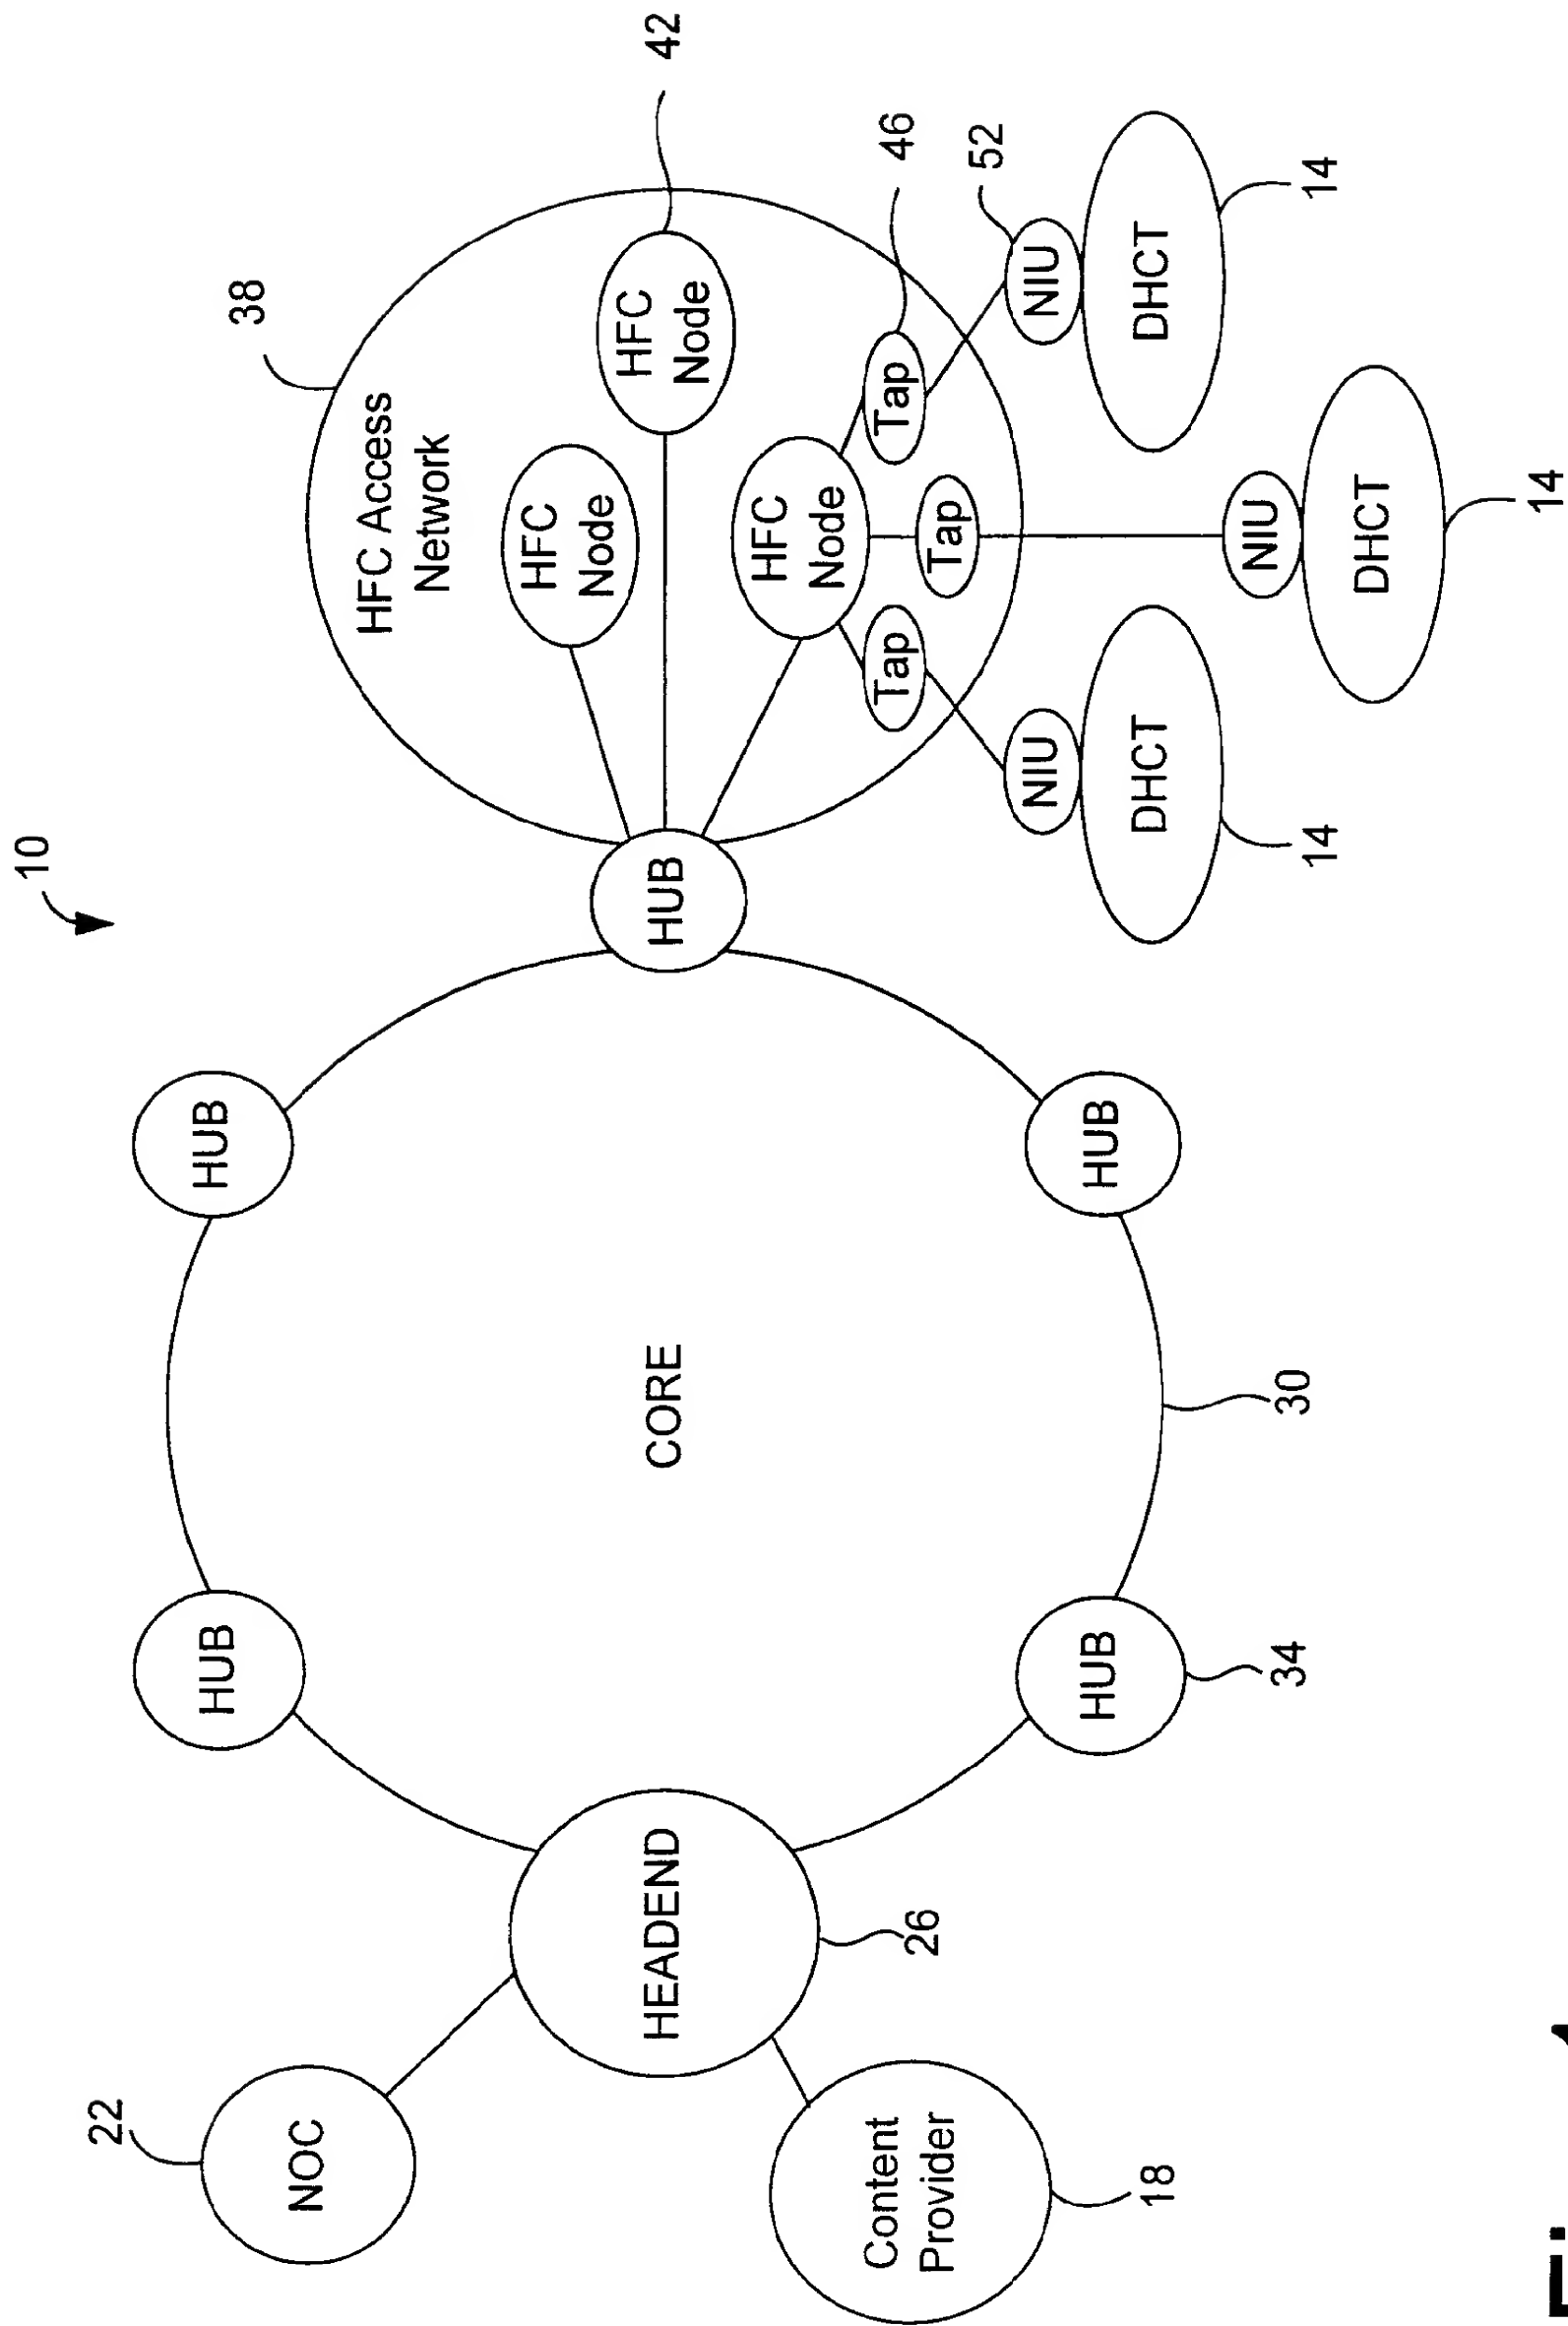 10
22
NOC
Content
Provider
18
HEADEND
26
HUB
HUB
34
CORE
30
HUB
HUB
HUB
38
HFC Access
Network
HFC
Node
HFC
Node
42
HFC
Node
Tap
Tap
Tap
46
NIU
DHCT
14
NIU
DHCT
14
52
NIU
DHCT
14